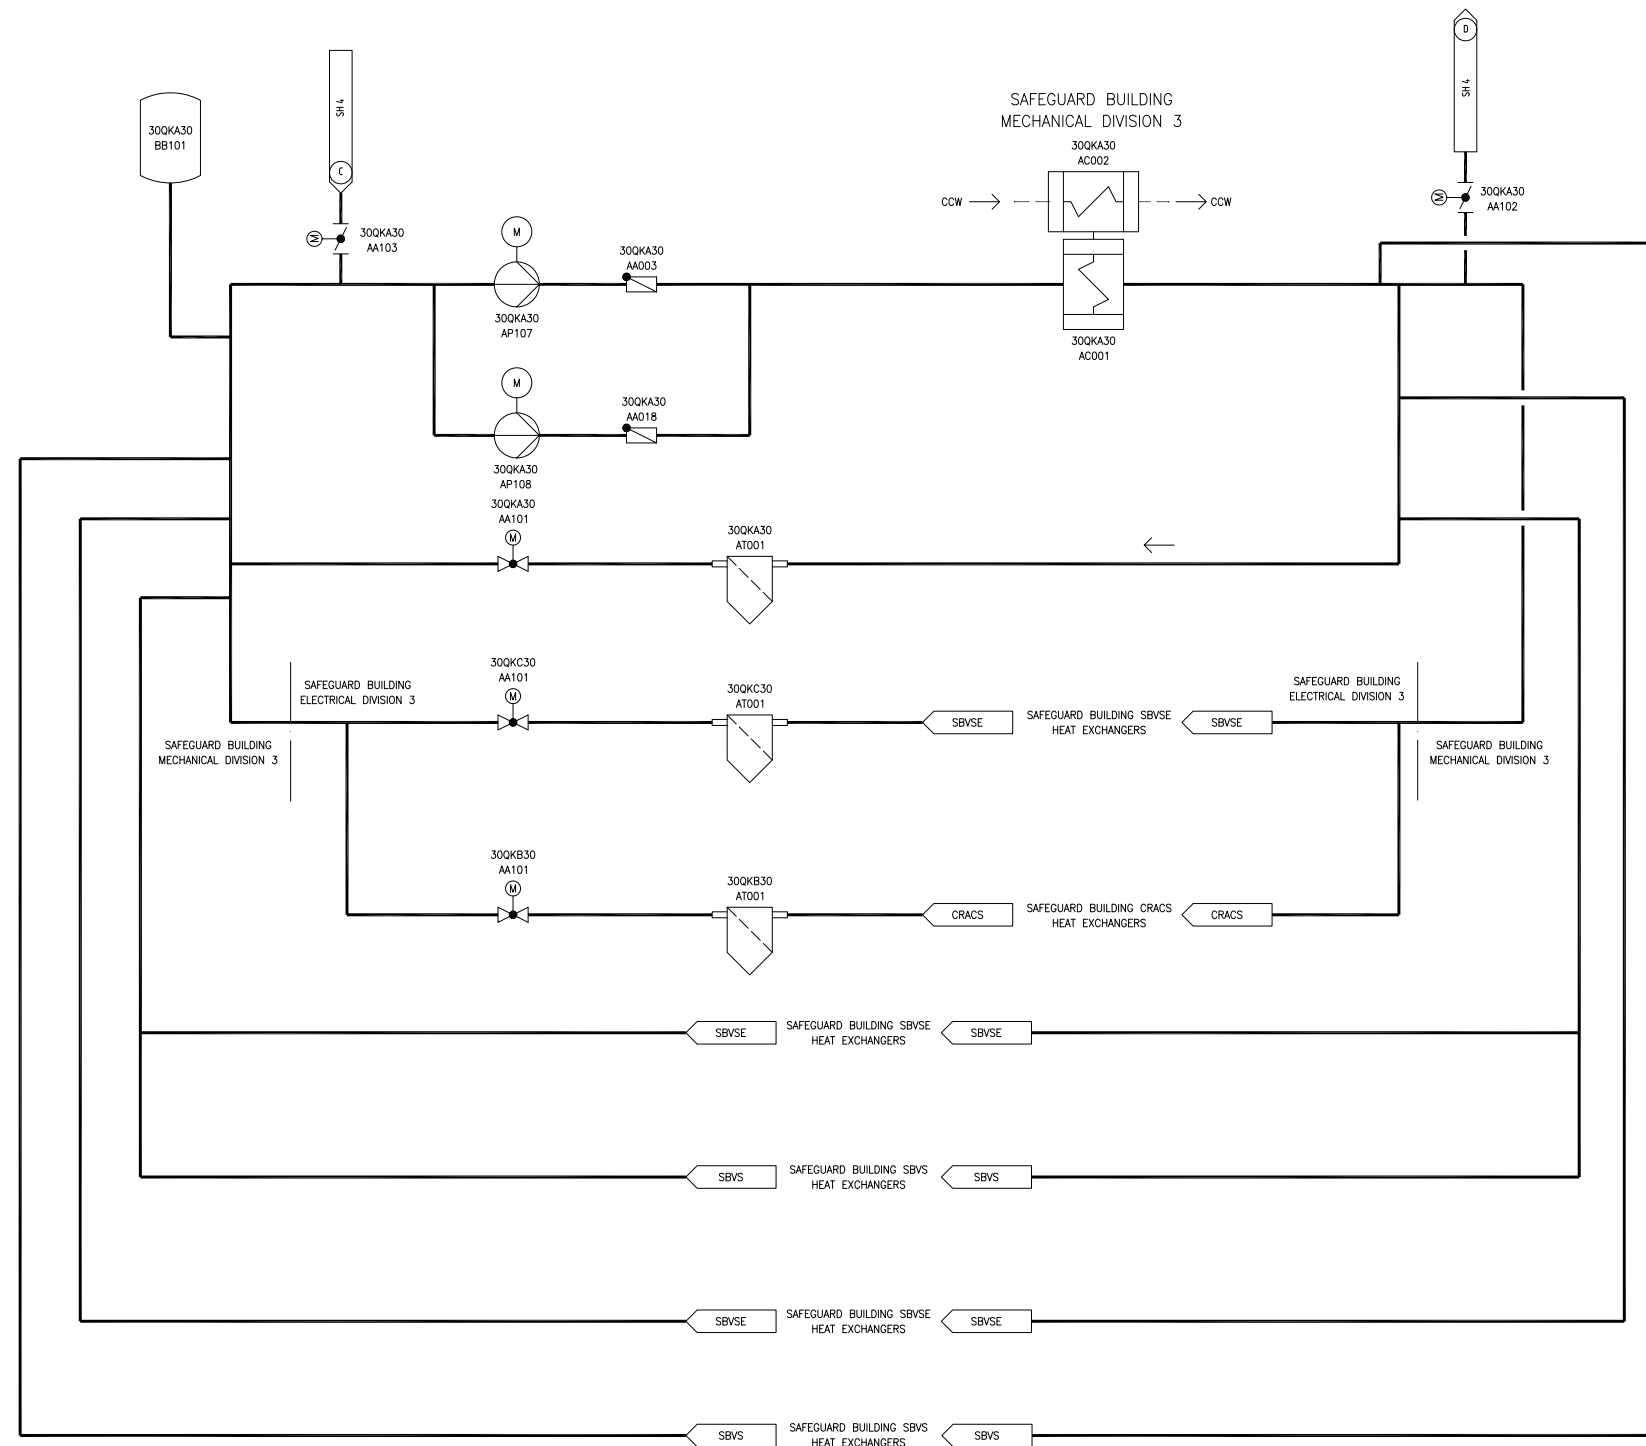 D
SH 4
SH 4
C
30QKA30
BB101
SAFEGUARD BUILDING
MECHANICAL DIVISION 3
30QKA30
AC002
CCW
CCW
M
30QKA30
AA102
M
30QKA30
AA103
M
30QKA30
AA003
30QKA30
AP107
30QKA30
AC001
M
30QKA30
AA018
30QKA30
AP108
30QKA30
AA101
M
30QKA30
AT001
30QKC30
AA101
M
30QKC30
AT001
SAFEGUARD BUILDING
ELECTRICAL DIVISION 3
SAFEGUARD BUILDING
ELECTRICAL DIVISION 3
SBVSE
SAFEGUARD BUILDING SBVSE
HEAT EXCHANGERS
SBVSE
SAFEGUARD BUILDING
MECHANICAL DIVISION 3
SAFEGUARD BUILDING
MECHANICAL DIVISION 3
30QKB30
AA101
M
30QKB30
AT001
CRACS
SAFEGUARD BUILDING CRACS
HEAT EXCHANGERS
CRACS
SBVSE
SAFEGUARD BUILDING SBVSE
HEAT EXCHANGERS
SBVSE
SBVS
SAFEGUARD BUILDING SBVS
HEAT EXCHANGERS
SBVS
SBVSE
SAFEGUARD BUILDING SBVSE
HEAT EXCHANGERS
SBVSE
SBVS
SAFEGUARD BUILDING SBVS
HEAT EXCHANGERS
SBVS